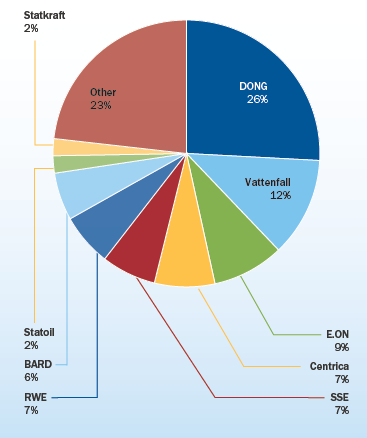 Statkraft
2%
Other
23%
DONG
26%
Vattenfall
12%
Statoil
2%
BARD
6%
RWE
7%
E.ON
9%
Centrica
7%
SSE
7%